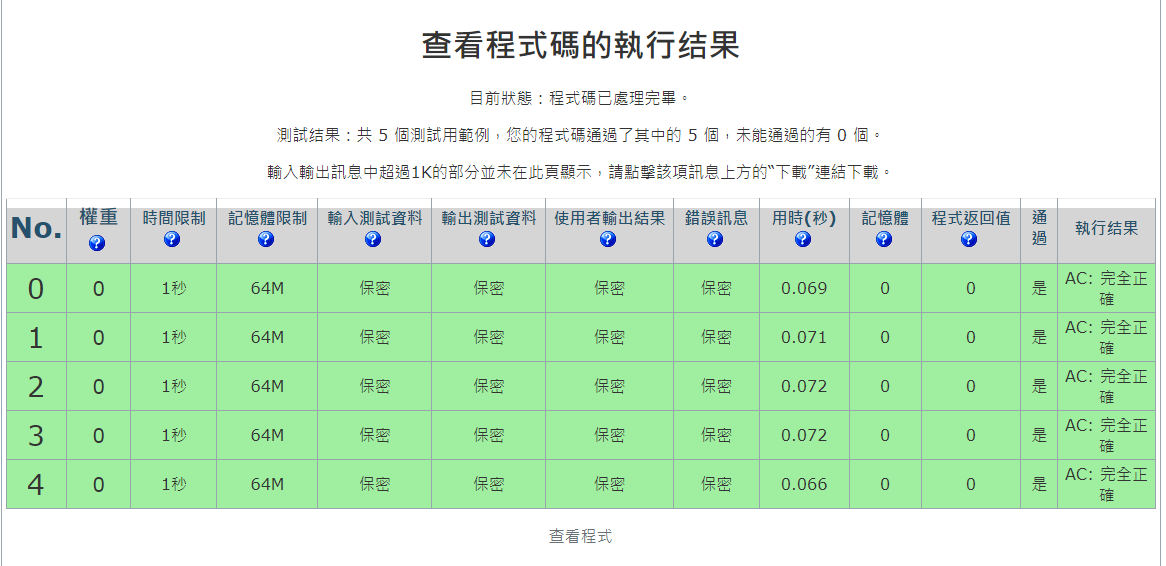 查看程式碼的執行结果
目前狀態：程式碼已處理完畢。
測試结果：共 5 個測試用範例，您的程式碼通過了其中的 5 個，未能通過的有 0 個。
輸入輸出訊息中超過1K的部分並未在此頁顯示，請點擊該項訊息上方的“下載”連結下載。
No. 權重 ? 時間限制 ? 記憶體限制 ? 輸入測試資料 ? 輸出測試資料 ? 使用者輸出結果 ? 錯誤訊息 ? 用時(秒) ? 記憶體 ? 程式返回值 ? 通過 執行结果
0 0 1秒 64M 保密 保密 保密 保密 0.069 0 0 是 AC: 完全正確
1 0 1秒 64M 保密 保密 保密 保密 0.071 0 0 是 AC: 完全正確
2 0 1秒 64M 保密 保密 保密 保密 0.072 0 0 是 AC: 完全正確
3 0 1秒 64M 保密 保密 保密 保密 0.072 0 0 是 AC: 完全正確
4 0 1秒 64M 保密 保密 保密 保密 0.066 0 0 是 AC: 完全正確
查看程式